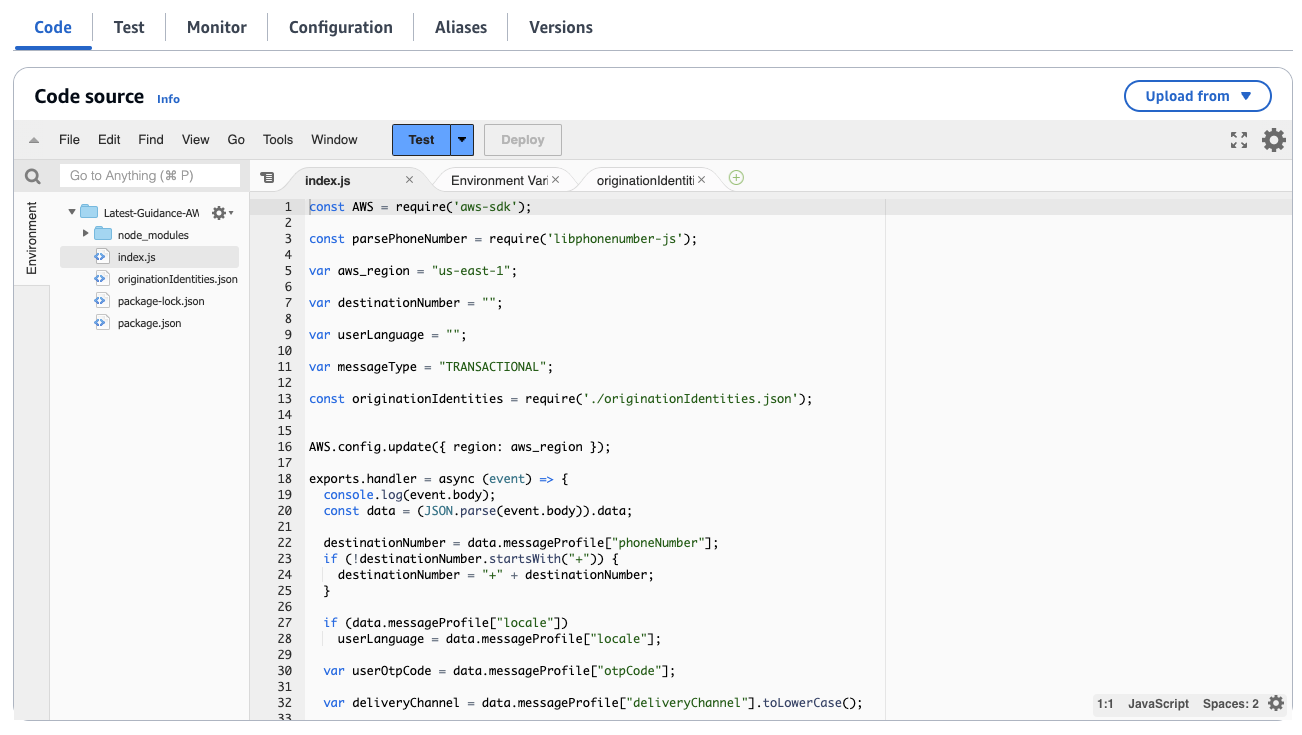 Code Test Monitor Configuration Aliases Versions
Code source Info Upload from
File Edit Find View Go Tools Window Test Deploy
Go to Anything (⌘ P)
index.js Environment Vari originationIdentiti
Environment
Latest-Guidance-AW
node_modules
index.js
originationIdentities.json
package-lock.json
package.json
1 const AWS = require('aws-sdk');
2
3 const parsePhoneNumber = require('libphonenumber-js');
4
5 var aws_region = "us-east-1";
6
7 var destinationNumber = "";
8
9 var userLanguage = "";
10
11 var messageType = "TRANSACTIONAL";
12
13 const originationIdentities = require('./originationIdentities.json');
14
15
16 AWS.config.update({ region: aws_region });
17
18 exports.handler = async (event) => {
19 console.log(event.body);
20 const data = (JSON.parse(event.body)).data;
21
22 destinationNumber = data.messageProfile["phoneNumber"];
23 if (!destinationNumber.startsWith("+")) {
24 destinationNumber = "+" + destinationNumber;
25 }
26
27 if (data.messageProfile["locale"])
28 userLanguage = data.messageProfile["locale"];
29
30 var userOtpCode = data.messageProfile["otpCode"];
31
32 var deliveryChannel = data.messageProfile["deliveryChannel"].toLowerCase();
33
1:1 JavaScript Spaces: 2